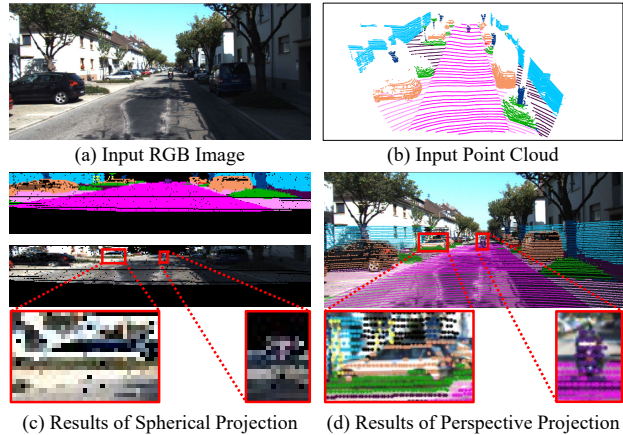 (a) Input RGB Image
(b) Input Point Cloud
(c) Results of Spherical Projection
(d) Results of Perspective Projection